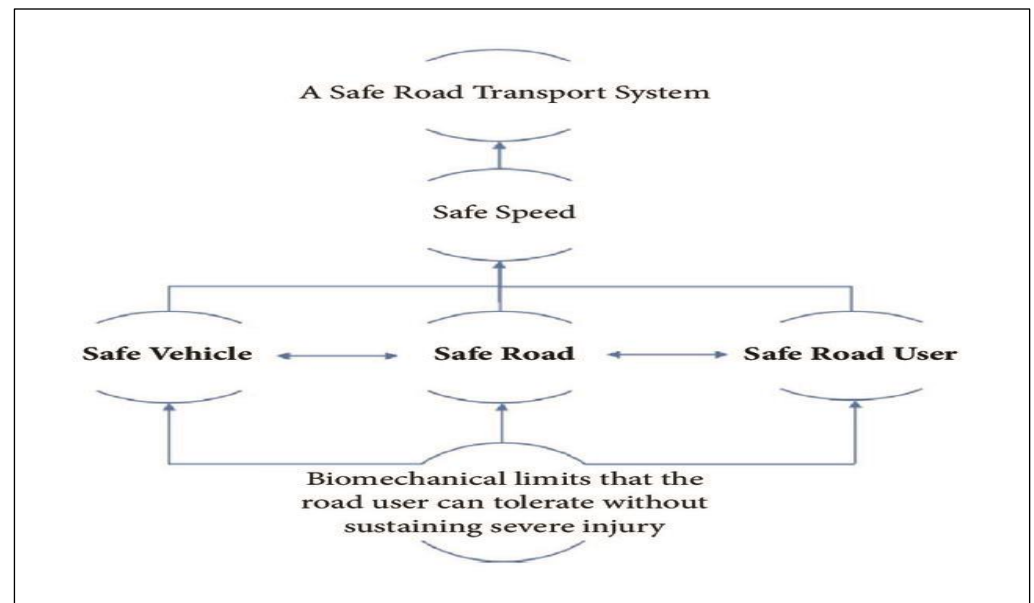 A Safe Road Transport System
Safe Speed
Safe Vehicle
Safe Road
Safe Road User
Biomechanical limits that the
road user can tolerate without
sustaining severe injury